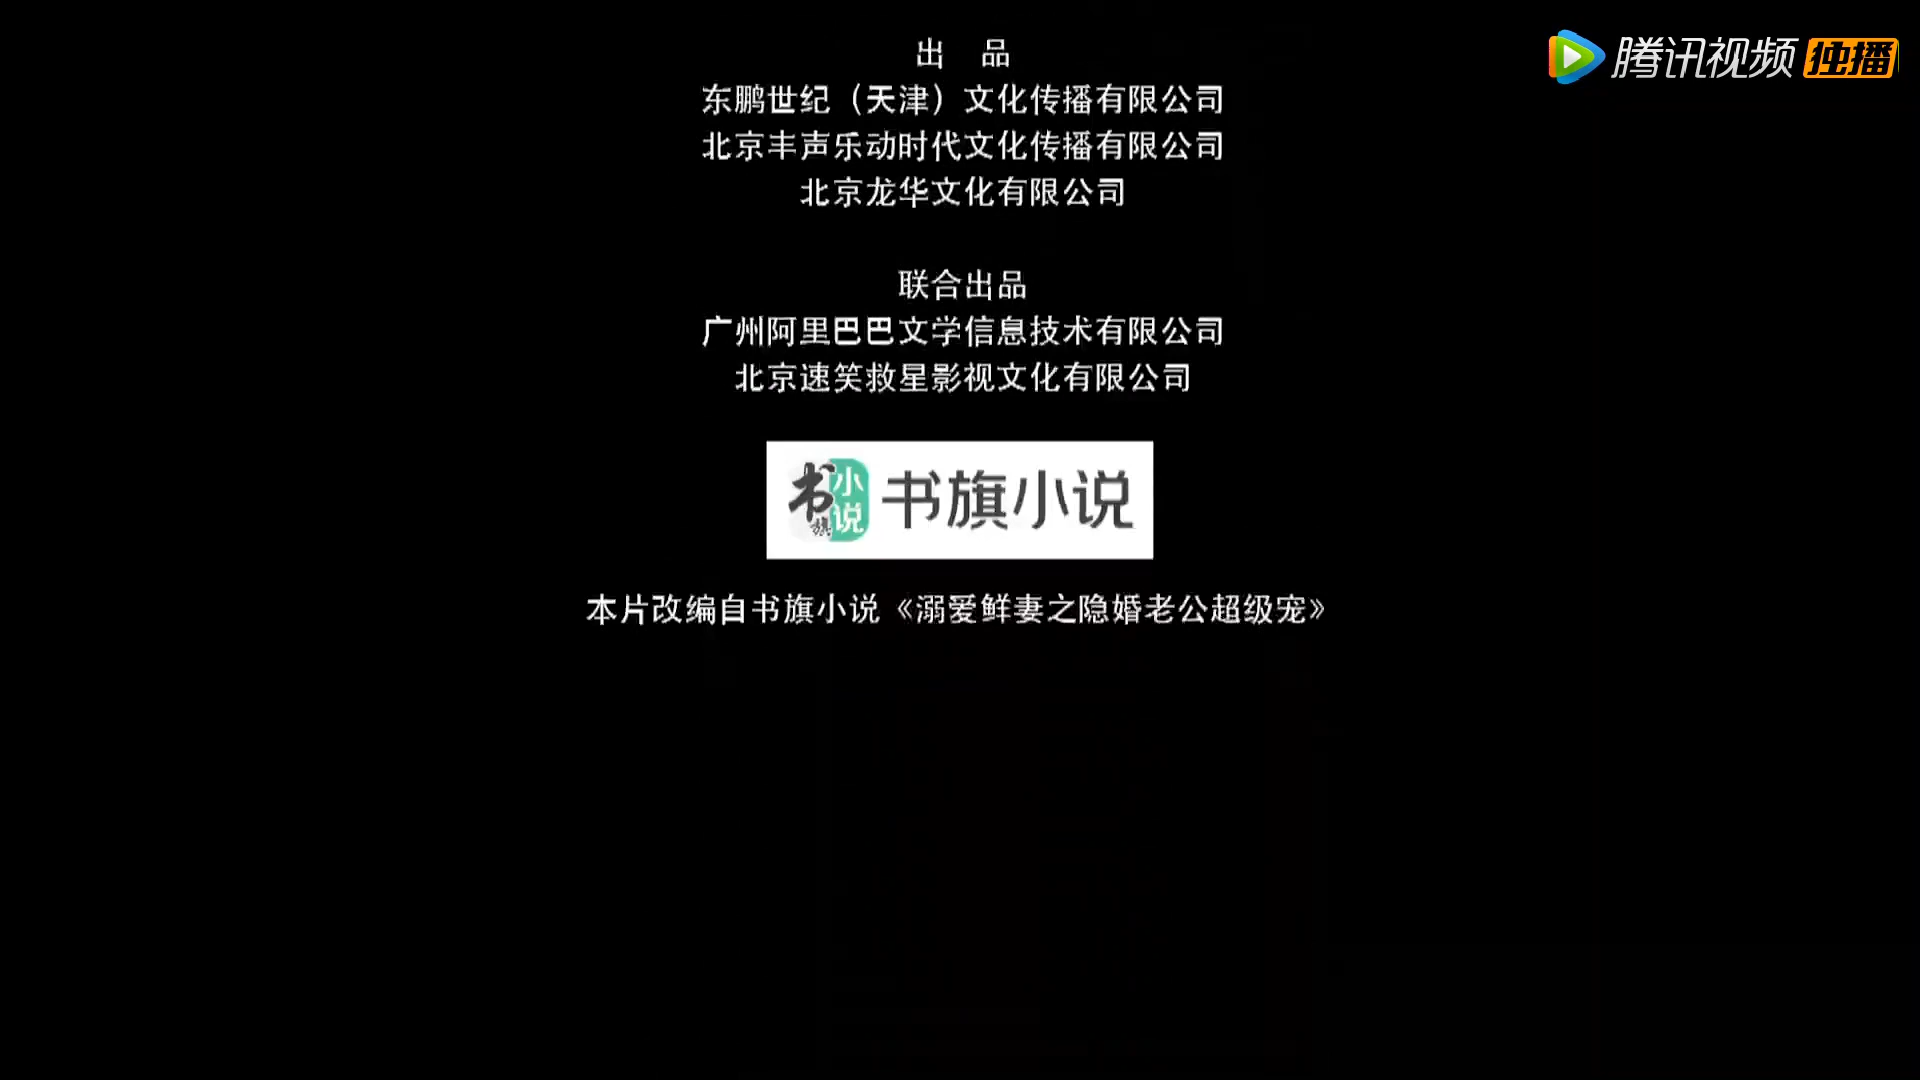 腾讯视频 独播
出 品
东鹏世纪（天津）文化传播有限公司
北京丰声乐动时代文化传播有限公司
北京龙华文化有限公司
联合出品
广州阿里巴巴文学信息技术有限公司
北京速笑救星影视文化有限公司
书旗小说 书旗小说
本片改编自书旗小说《溺爱鲜妻之隐婚老公超级宠》